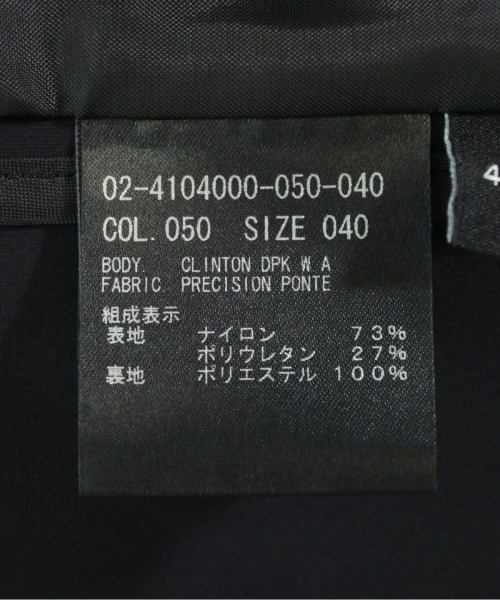 02-4104000-050-040
COL. 050 SIZE 040
BODY. CLINTON DPK W A
FABRIC. PRECISION PONTE
組成表示
表地 ナイロン 73%
ポリウレタン 27%
裏地 ポリエステル 100%
4